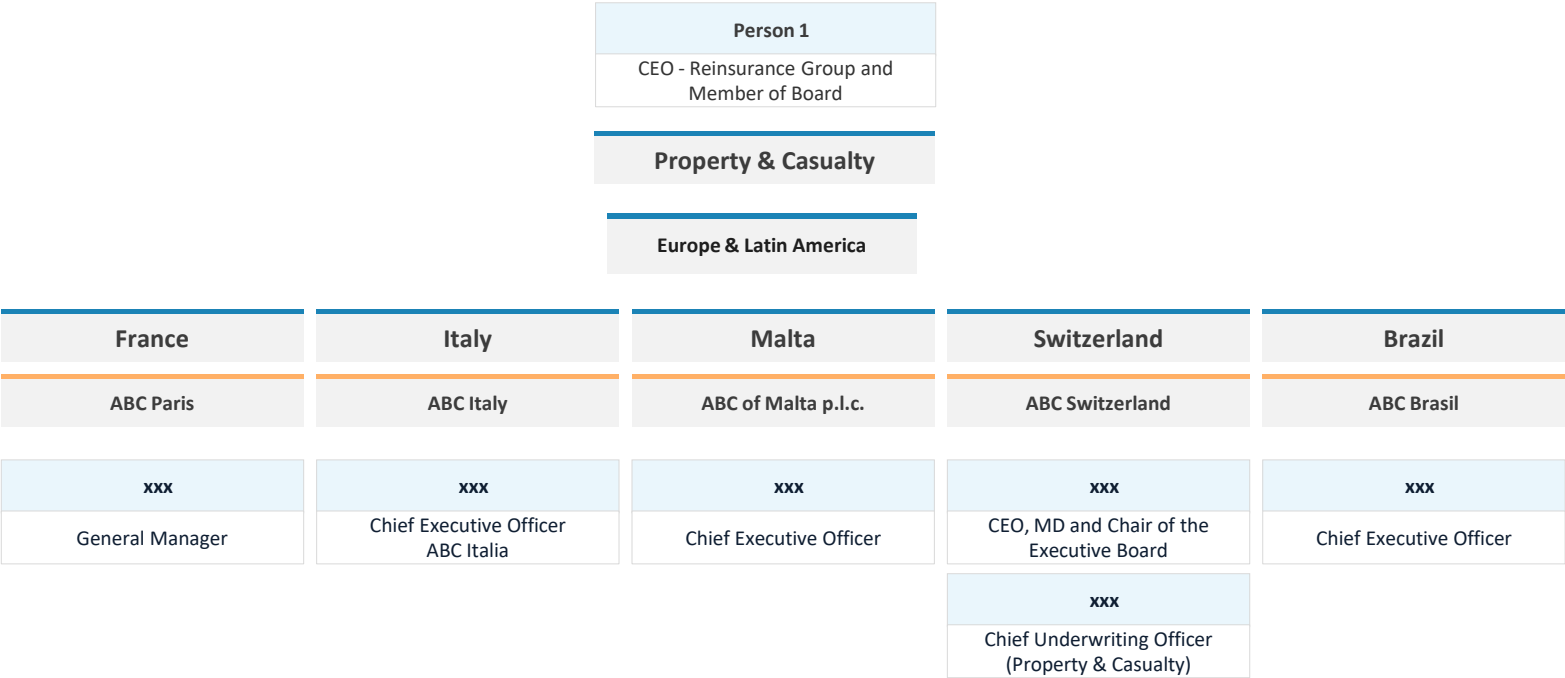 Person 1
CEO - Reinsurance Group and
Member of Board
Property & Casualty
Europe & Latin America
France
Italy
Malta
Switzerland
Brazil
ABC Paris
ABC Italy
ABC of Malta p.l.c.
ABC Switzerland
ABC Brasil
xxx
xxx
xxx
xxx
xxx
General Manager
Chief Executive Officer
ABC Italia
Chief Executive Officer
CEO, MD and Chair of the
Executive Board
Chief Executive Officer
xxx
Chief Underwriting Officer
(Property & Casualty)